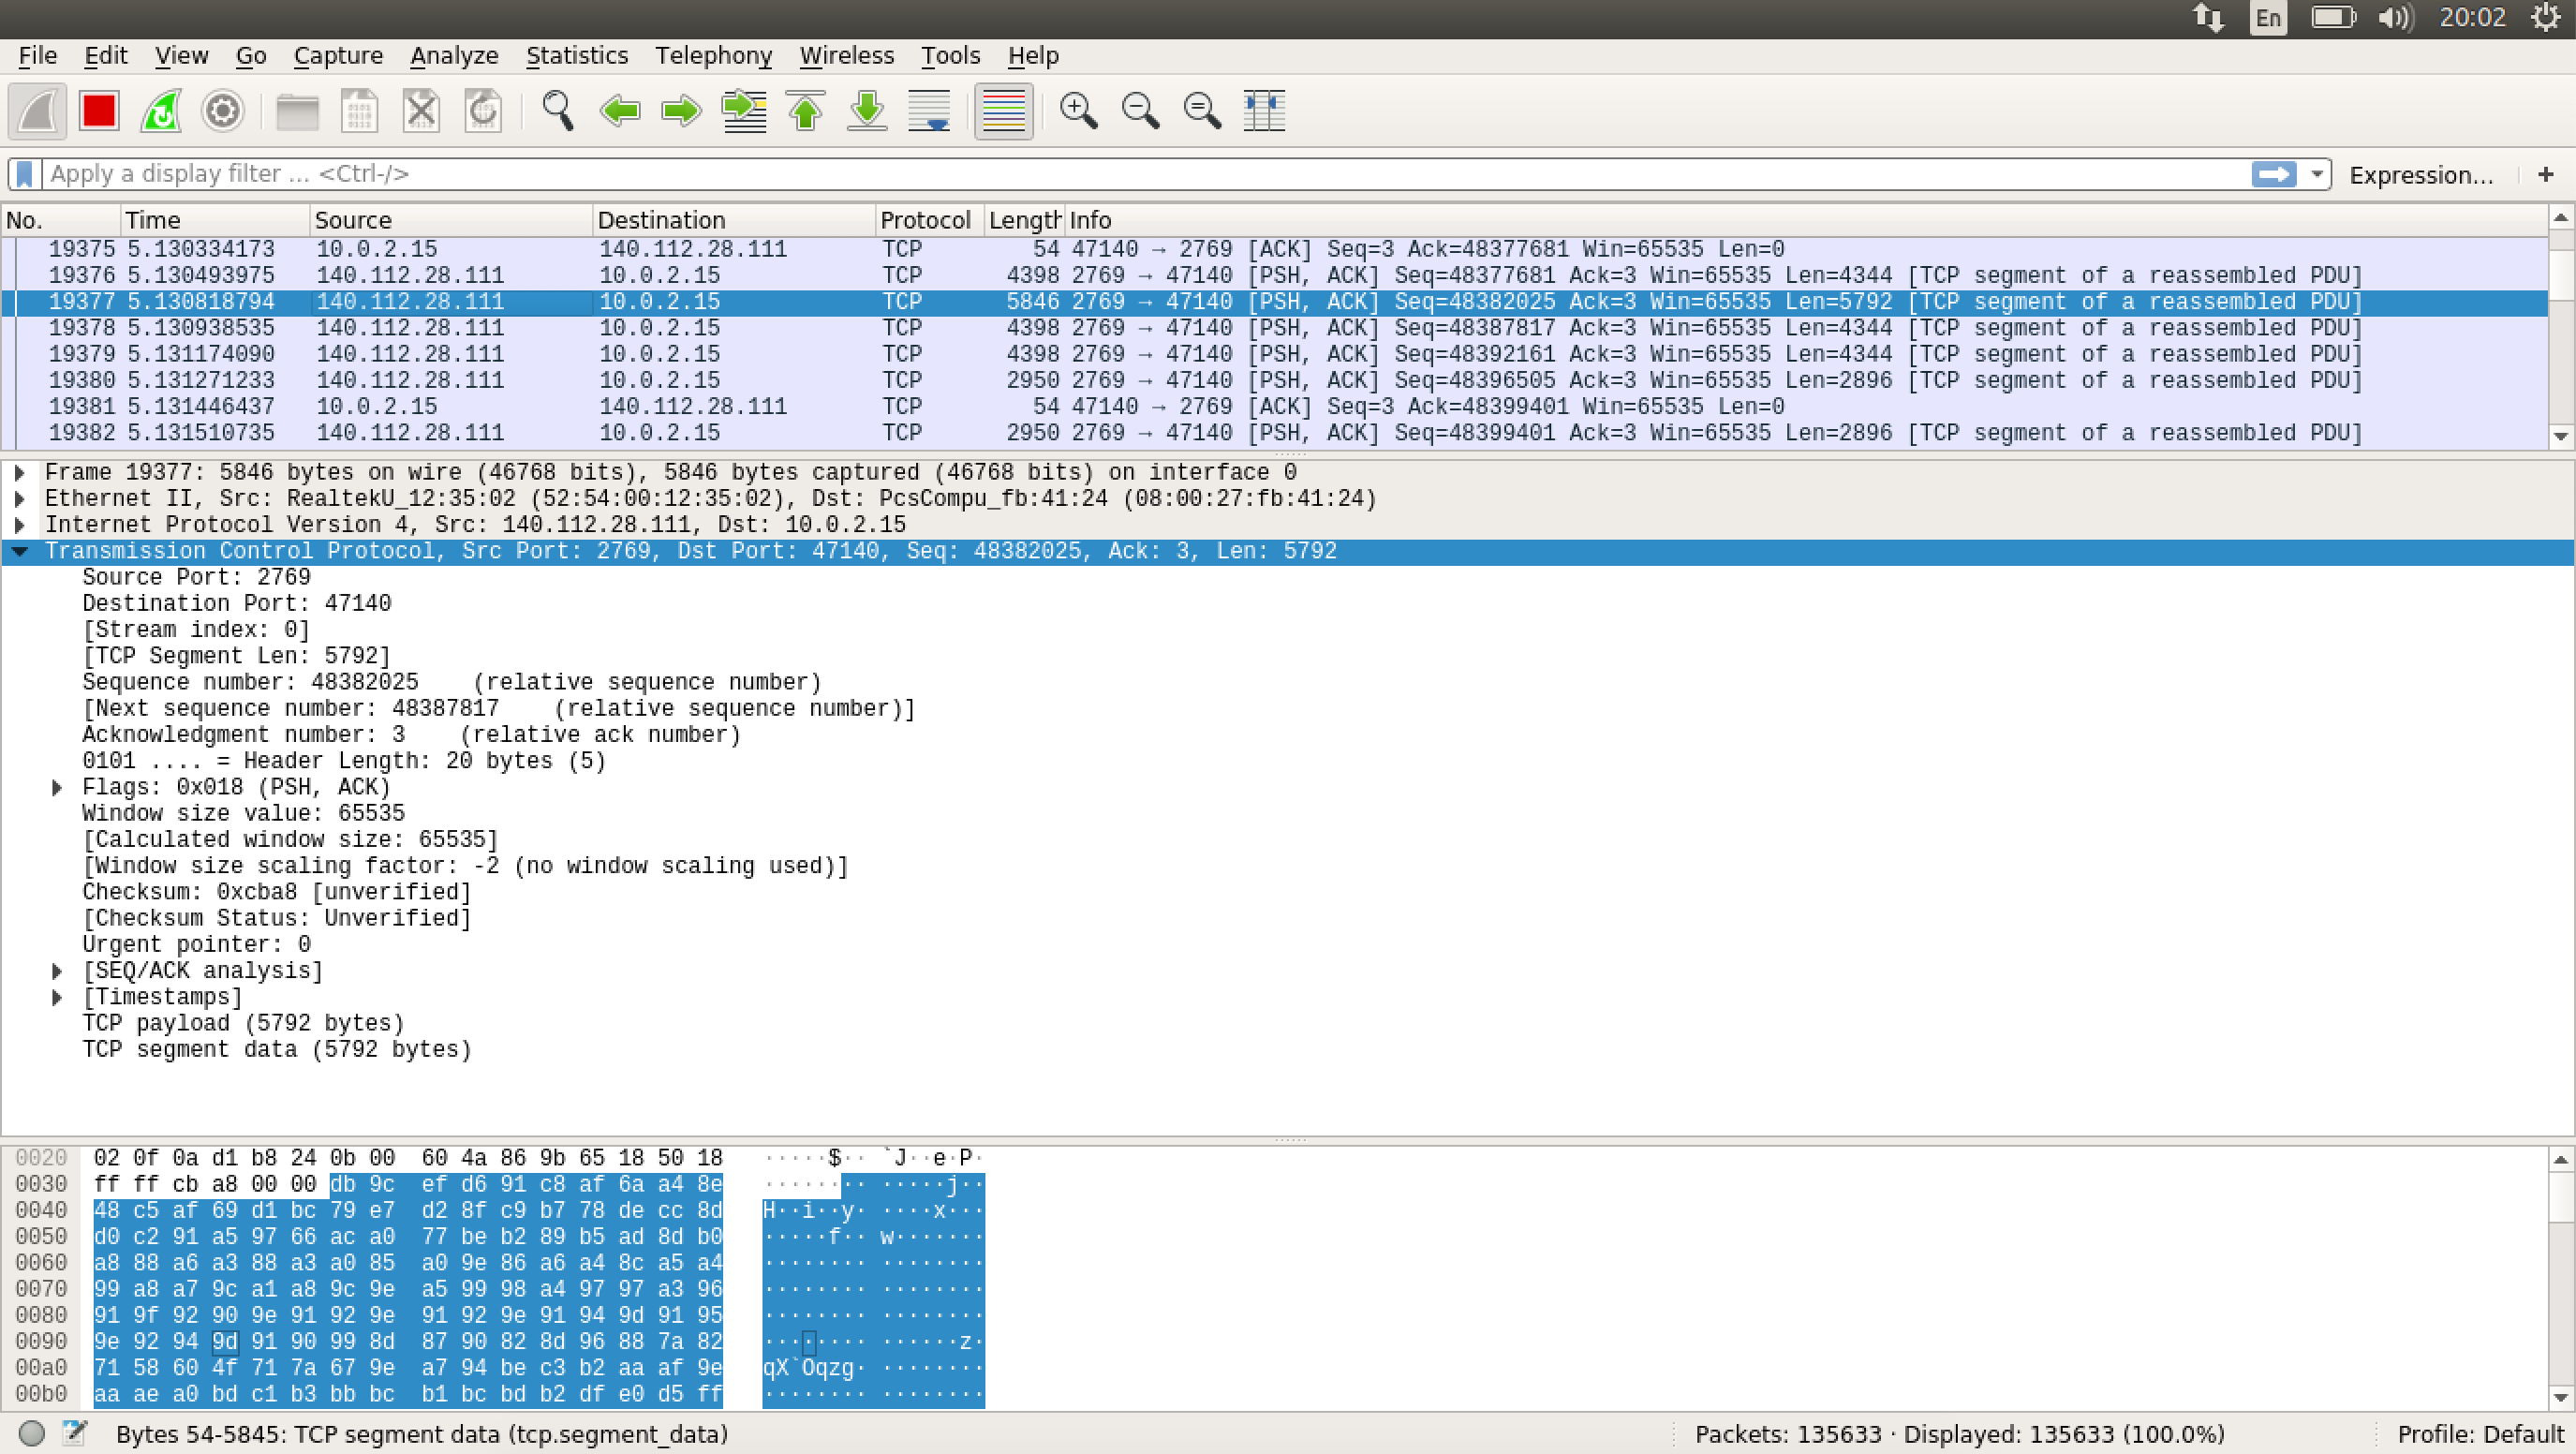 En 20:02
File Edit View Go Capture Analyze Statistics Telephony Wireless Tools Help
Apply a display filter ... <Ctrl-/> Expression... +
No. Time Source Destination Protocol Length Info
19375 5.130334173 10.0.2.15 140.112.28.111 TCP 54 47140 → 2769 [ACK] Seq=3 Ack=48377681 Win=65535 Len=0
19376 5.130493975 140.112.28.111 10.0.2.15 TCP 4398 2769 → 47140 [PSH, ACK] Seq=48377681 Ack=3 Win=65535 Len=4344 [TCP segment of a reassembled PDU]
19377 5.130818794 140.112.28.111 10.0.2.15 TCP 5846 2769 → 47140 [PSH, ACK] Seq=48382025 Ack=3 Win=65535 Len=5792 [TCP segment of a reassembled PDU]
19378 5.130938535 140.112.28.111 10.0.2.15 TCP 4398 2769 → 47140 [PSH, ACK] Seq=48387817 Ack=3 Win=65535 Len=4344 [TCP segment of a reassembled PDU]
19379 5.131174090 140.112.28.111 10.0.2.15 TCP 4398 2769 → 47140 [PSH, ACK] Seq=48392161 Ack=3 Win=65535 Len=4344 [TCP segment of a reassembled PDU]
19380 5.131271233 140.112.28.111 10.0.2.15 TCP 2950 2769 → 47140 [PSH, ACK] Seq=48396505 Ack=3 Win=65535 Len=2896 [TCP segment of a reassembled PDU]
19381 5.131446437 10.0.2.15 140.112.28.111 TCP 54 47140 → 2769 [ACK] Seq=3 Ack=48399401 Win=65535 Len=0
19382 5.131510735 140.112.28.111 10.0.2.15 TCP 2950 2769 → 47140 [PSH, ACK] Seq=48399401 Ack=3 Win=65535 Len=2896 [TCP segment of a reassembled PDU]
Frame 19377: 5846 bytes on wire (46768 bits), 5846 bytes captured (46768 bits) on interface 0
Ethernet II, Src: RealtekU_12:35:02 (52:54:00:12:35:02), Dst: PcsCompu_fb:41:24 (08:00:27:fb:41:24)
Internet Protocol Version 4, Src: 140.112.28.111, Dst: 10.0.2.15
Transmission Control Protocol, Src Port: 2769, Dst Port: 47140, Seq: 48382025, Ack: 3, Len: 5792
Source Port: 2769
Destination Port: 47140
[Stream index: 0]
[TCP Segment Len: 5792]
Sequence number: 48382025 (relative sequence number)
[Next sequence number: 48387817 (relative sequence number)]
Acknowledgment number: 3 (relative ack number)
0101 .... = Header Length: 20 bytes (5)
Flags: 0x018 (PSH, ACK)
Window size value: 65535
[Calculated window size: 65535]
[Window size scaling factor: -2 (no window scaling used)]
Checksum: 0xcba8 [unverified]
[Checksum Status: Unverified]
Urgent pointer: 0
[SEQ/ACK analysis]
[Timestamps]
TCP payload (5792 bytes)
TCP segment data (5792 bytes)
0020 02 0f 0a d1 b8 24 0b 00 60 4a 86 9b 65 18 50 18 ·····$·· `J··e·P·
0030 ff ff cb a8 00 00 db 9c ef d6 91 c8 af 6a a4 8e ········ ·····j··
0040 48 c5 af 69 d1 bc 79 e7 d2 8f c9 b7 78 de cc 8d H··i··y· ····x···
0050 d0 c2 91 a5 97 66 ac a0 77 be b2 89 b5 ad 8d b0 ·····f·· w·······
0060 a8 88 a6 a3 88 a3 a0 85 a0 9e 86 a6 a4 8c a5 a4 ········ ········
0070 99 a8 a7 9c a1 a8 9c 9e a5 99 98 a4 97 97 a3 96 ········ ········
0080 91 9f 92 90 9e 91 92 9e 91 92 9e 91 94 9d 91 95 ········ ········
0090 9e 92 94 9d 91 90 99 8d 87 90 82 8d 96 88 7a 82 ········ ······z·
00a0 71 58 60 4f 71 7a 67 9e a7 94 be c3 b2 aa af 9e qX`Oqzg· ········
00b0 aa ae a0 bd c1 b3 bb bc b1 bc bd b2 df e0 d5 ff ········ ········
Bytes 54-5845: TCP segment data (tcp.segment_data) Packets: 135633 · Displayed: 135633 (100.0%) Profile: Default